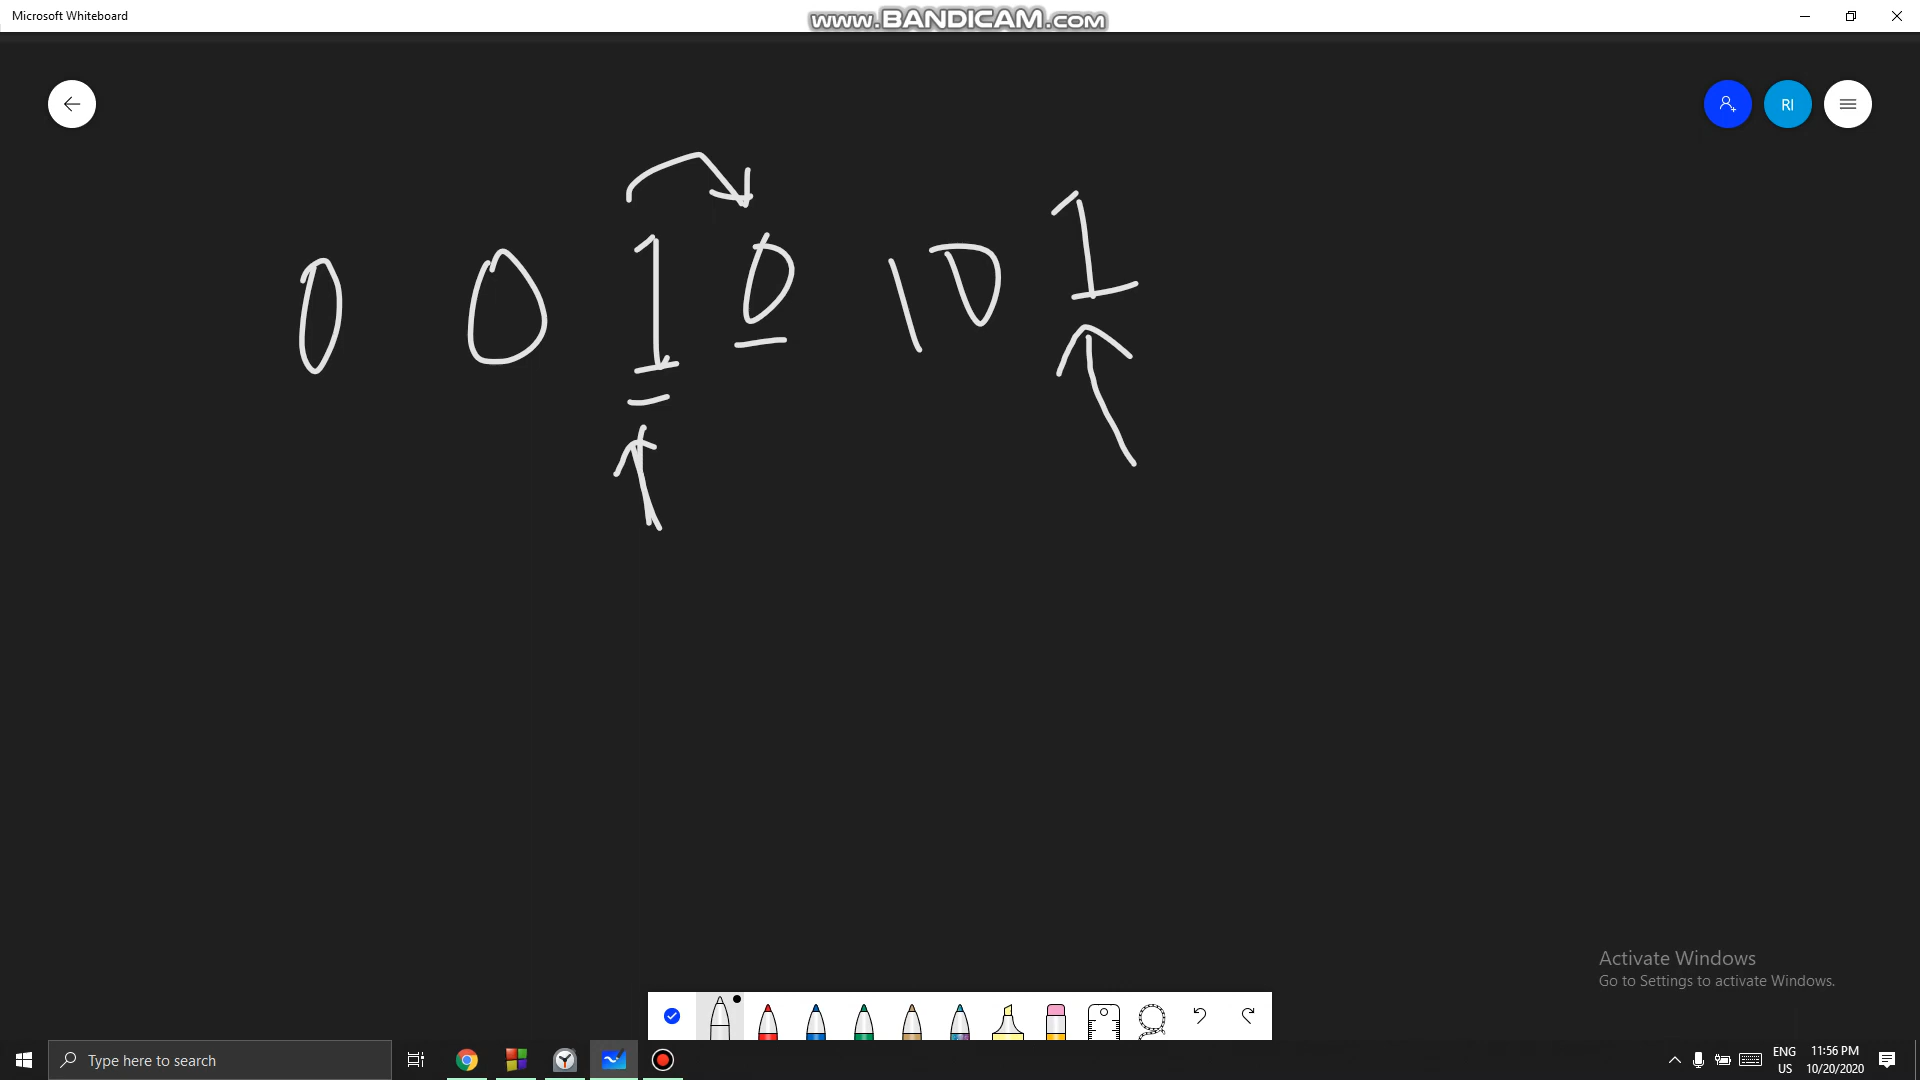 Microsoft Whiteboard
www.BANDICAM.com
RI
0 0 1 0 1 0 1
Activate Windows
Go to Settings to activate Windows.
Type here to search
ENG
US
11:56 PM
10/20/2020